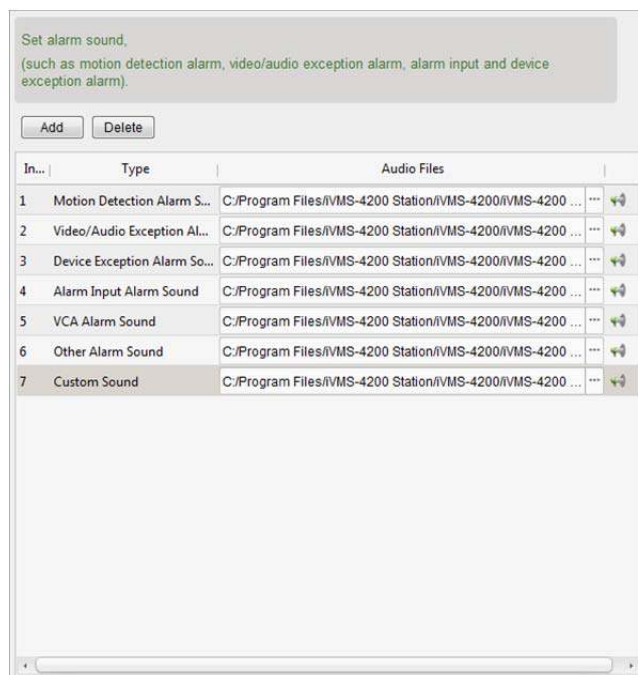 Set alarm sound,
(such as motion detection alarm, video/audio exception alarm, alarm input and device
exception alarm).
Add Delete
In... Type Audio Files
1 Motion Detection Alarm S... C:/Program Files/iVMS-4200 Station/iVMS-4200/iVMS-4200 ... ...
2 Video/Audio Exception Al... C:/Program Files/iVMS-4200 Station/iVMS-4200/iVMS-4200 ... ...
3 Device Exception Alarm So... C:/Program Files/iVMS-4200 Station/iVMS-4200/iVMS-4200 ... ...
4 Alarm Input Alarm Sound C:/Program Files/iVMS-4200 Station/iVMS-4200/iVMS-4200 ... ...
5 VCA Alarm Sound C:/Program Files/iVMS-4200 Station/iVMS-4200/iVMS-4200 ... ...
6 Other Alarm Sound C:/Program Files/iVMS-4200 Station/iVMS-4200/iVMS-4200 ... ...
7 Custom Sound C:/Program Files/iVMS-4200 Station/iVMS-4200/iVMS-4200 ... ...